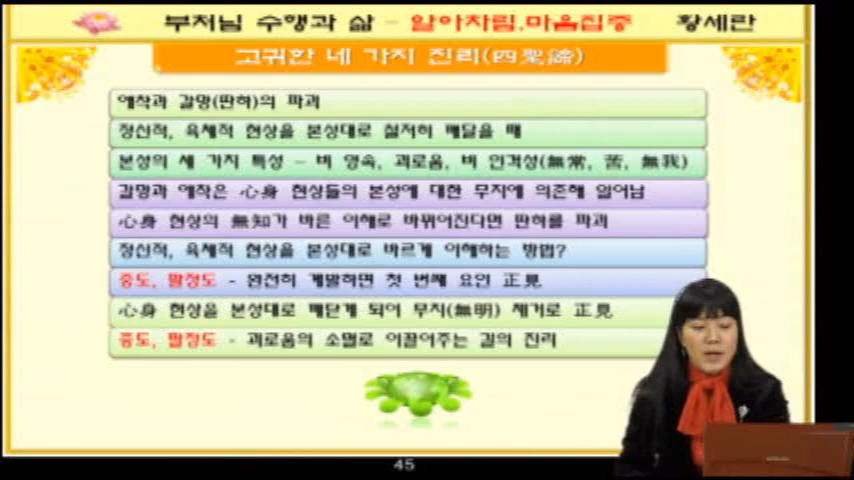 부처님 수행과 삶 - 알아차림.마음집중 황세란
고귀한 네 가지 진리(四聖諦)
애착과 갈망(딴하)의 파괴
정신적, 육체적 현상을 본성대로 철저히 깨달을 때
본성의 세 가지 특성 - 비 영속, 괴로움, 비 인격성(無常, 苦, 無我)
갈망과 애착은 心身 현상들의 본성에 대한 무지에 의존해 일어남
心身 현상의 無知가 바른 이해로 바뀌어진다면 딴하를 파괴
정신적, 육체적 현상을 본성대로 바르게 이해하는 방법?
중도, 팔정도 - 완전히 계발하면 첫 번째 요인 正見
心身 현상을 본성대로 깨닫게 되어 무지(無明) 제거로 正見
중도, 팔정도 - 괴로움의 소멸로 이끌어주는 길의 진리
45